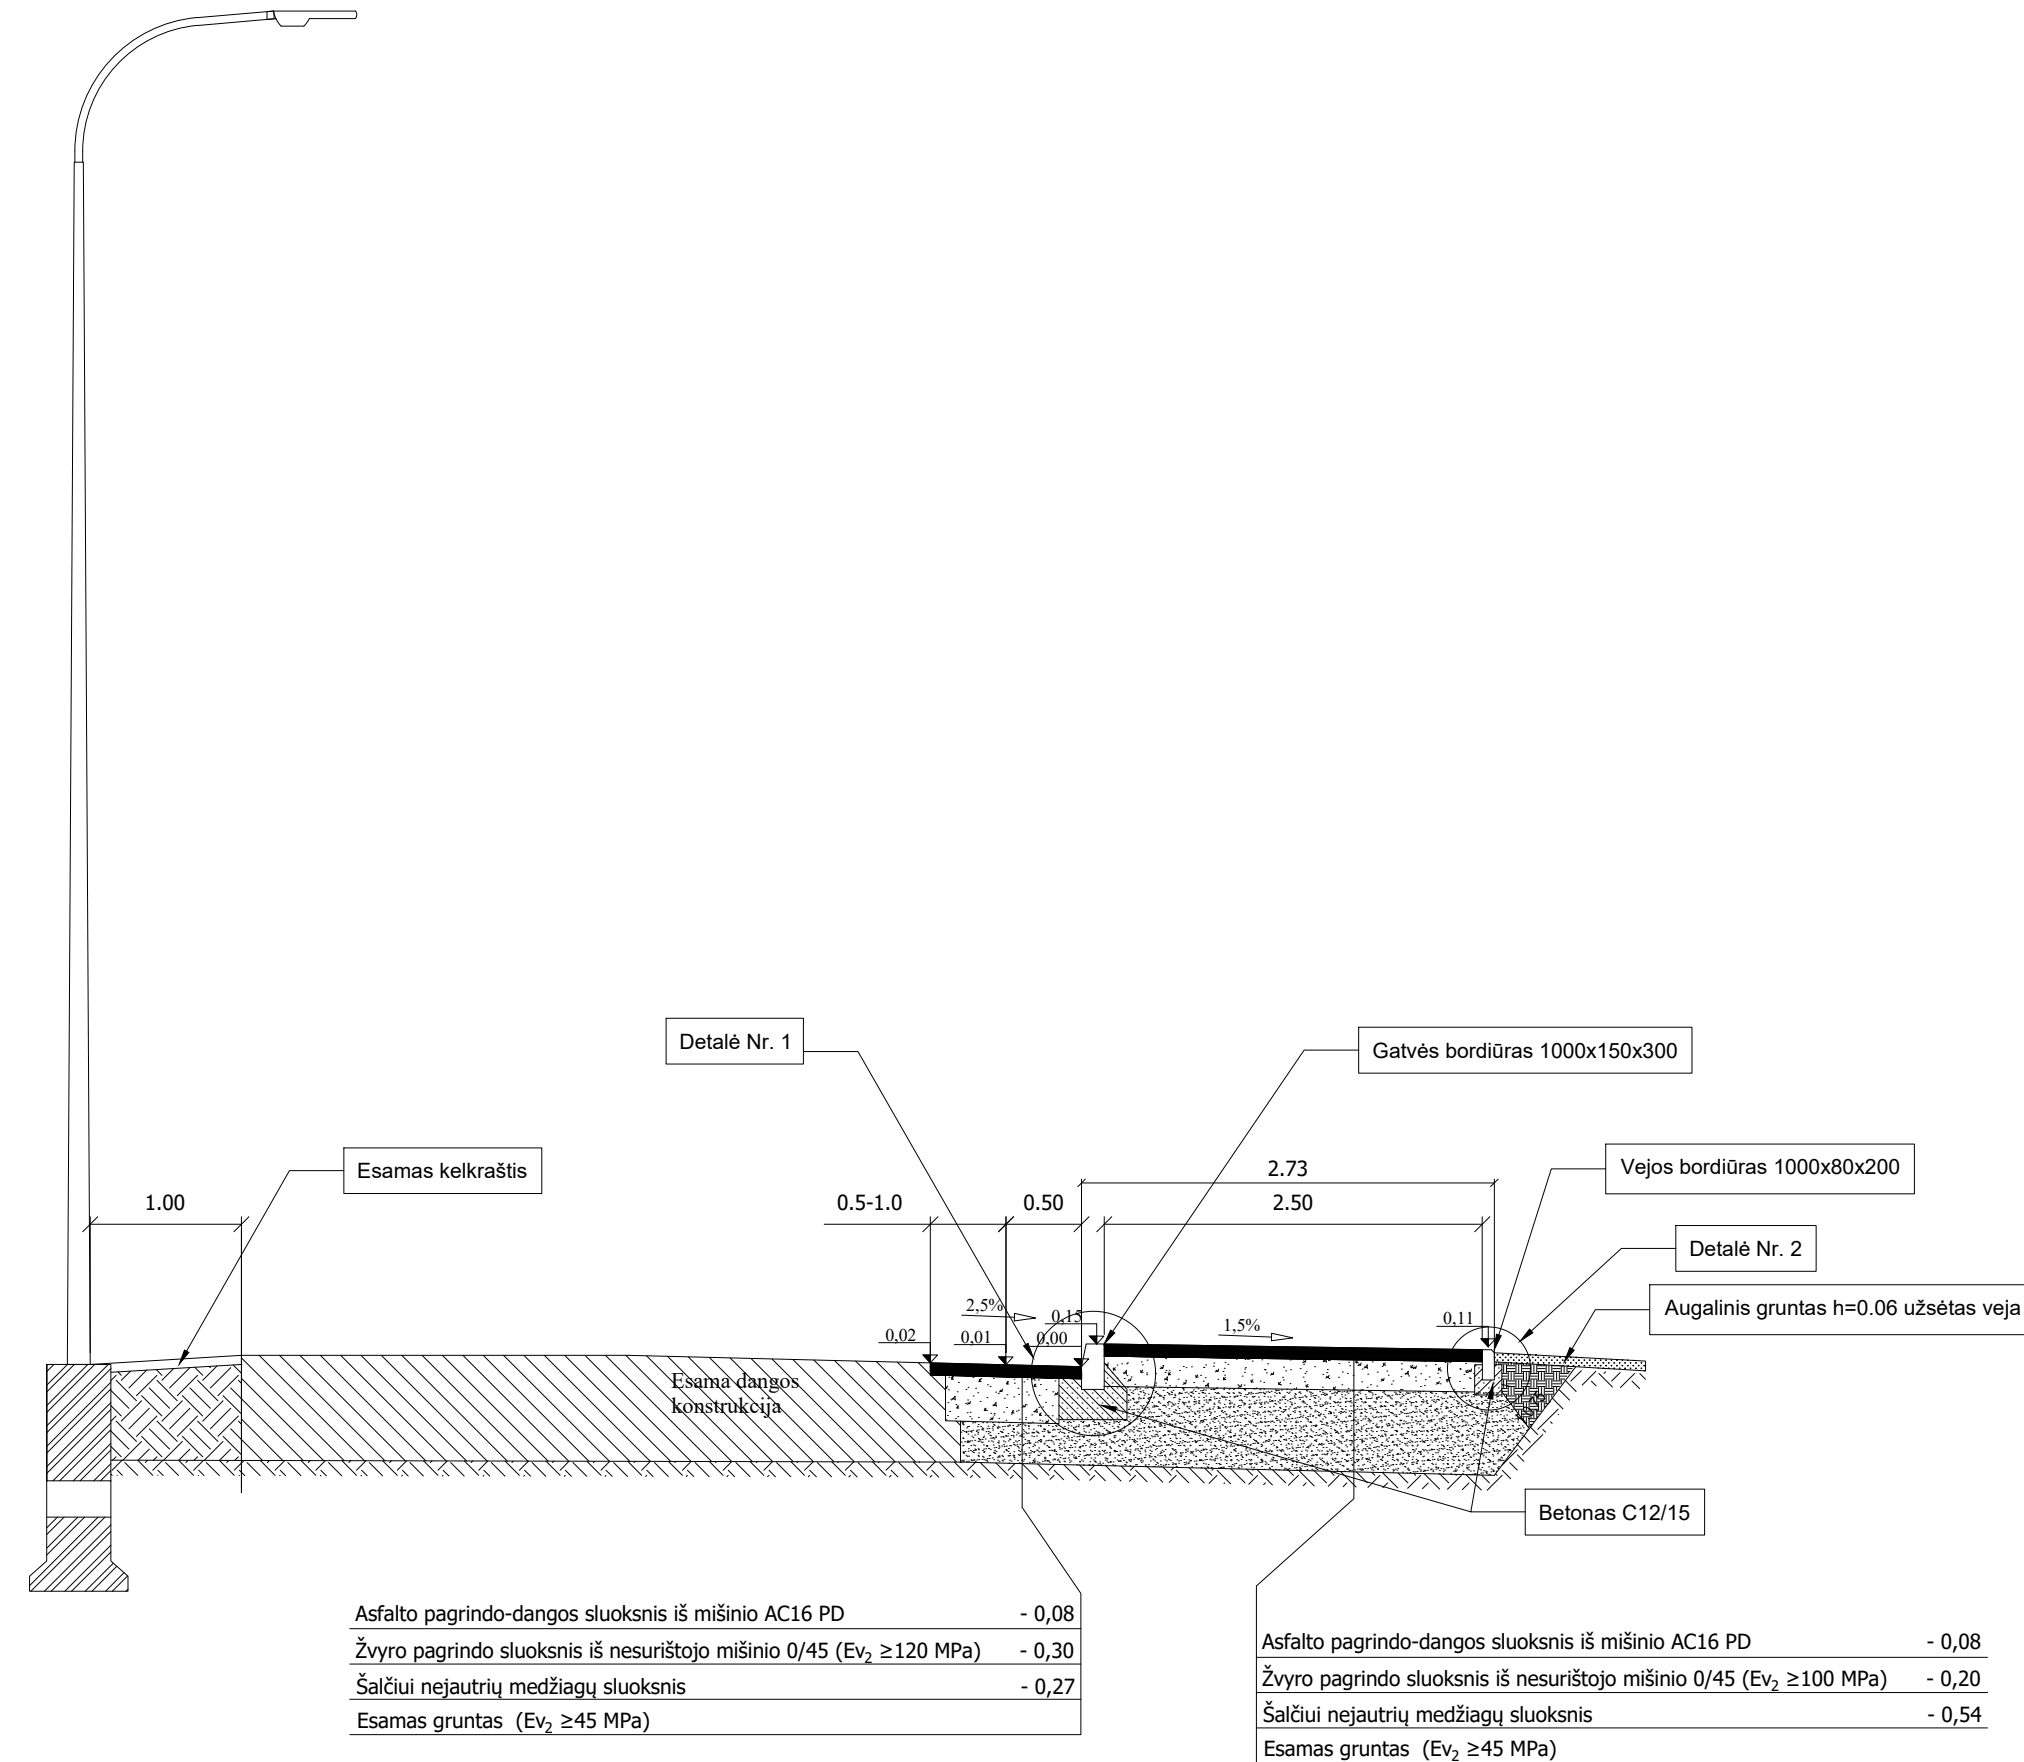 Detalė Nr. 1
Gatvės bordiūras 1000x150x300
Esamas kelkraštis
Vejos bordiūras 1000x80x200
2.73
1.00
0.5-1.0
0.50
2.50
Detalė Nr. 2
Augalinis gruntas h=0.06 užsėtas veja
2,5%
0,15
0,11
1,5%
0,02
0,01
0,00
Esama dangos
konstrukcija
Betonas C12/15
Asfalto pagrindo-dangos sluoksnis iš mišinio AC16 PD - 0,08
Žvyro pagrindo sluoksnis iš nesurištojo mišinio 0/45 (Ev₂ ≥120 MPa) - 0,30
Šalčiui nejautrių medžiagų sluoksnis - 0,27
Esamas gruntas (Ev₂ ≥45 MPa)
Asfalto pagrindo-dangos sluoksnis iš mišinio AC16 PD - 0,08
Žvyro pagrindo sluoksnis iš nesurištojo mišinio 0/45 (Ev₂ ≥100 MPa) - 0,20
Šalčiui nejautrių medžiagų sluoksnis - 0,54
Esamas gruntas (Ev₂ ≥45 MPa)